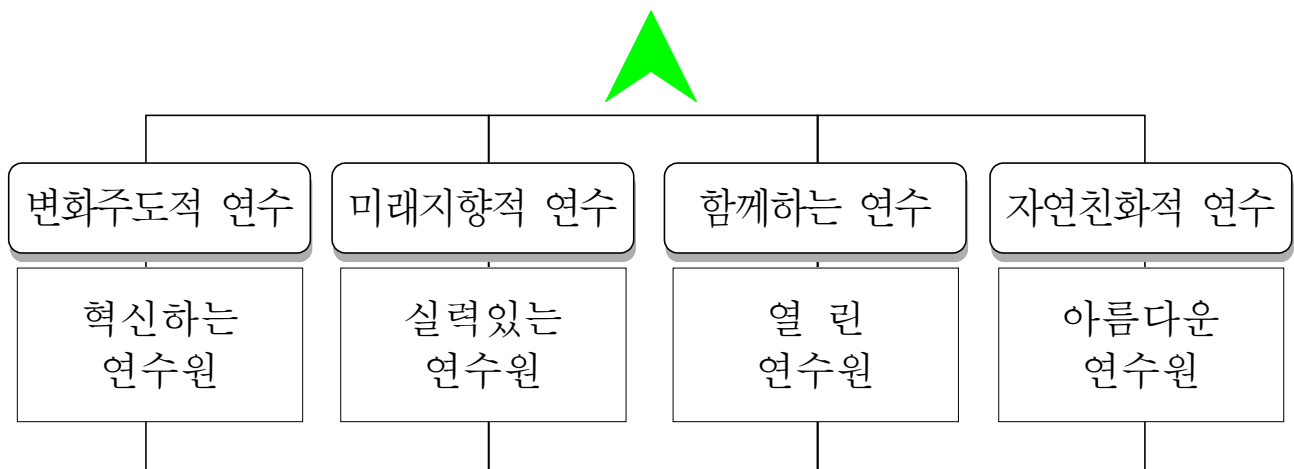 변화주도적 연수
미래지향적 연수
함께하는 연수
자연친화적 연수
혁신하는
연수원
실력있는
연수원
열 린
연수원
아름다운
연수원